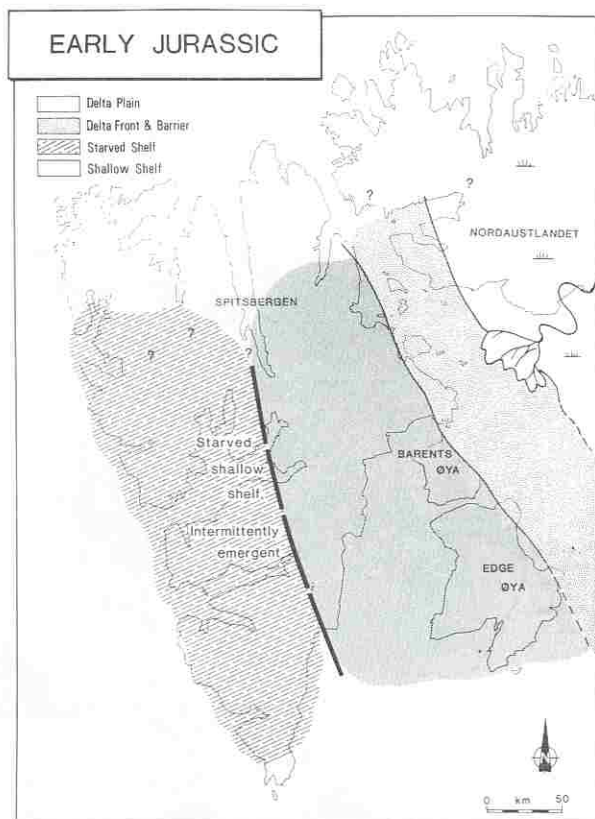 EARLY JURASSIC
Delta Plain
Delta Front & Barrier
Starved Shelf
Shallow Shelf
?
?
NORDAUSTLANDET
SPITSBERGEN
?
?
?
Starved
shallow
shelf.
BARENTS
ØYA
Intermittently
emergent
EDGE
ØYA
N
0 km 50